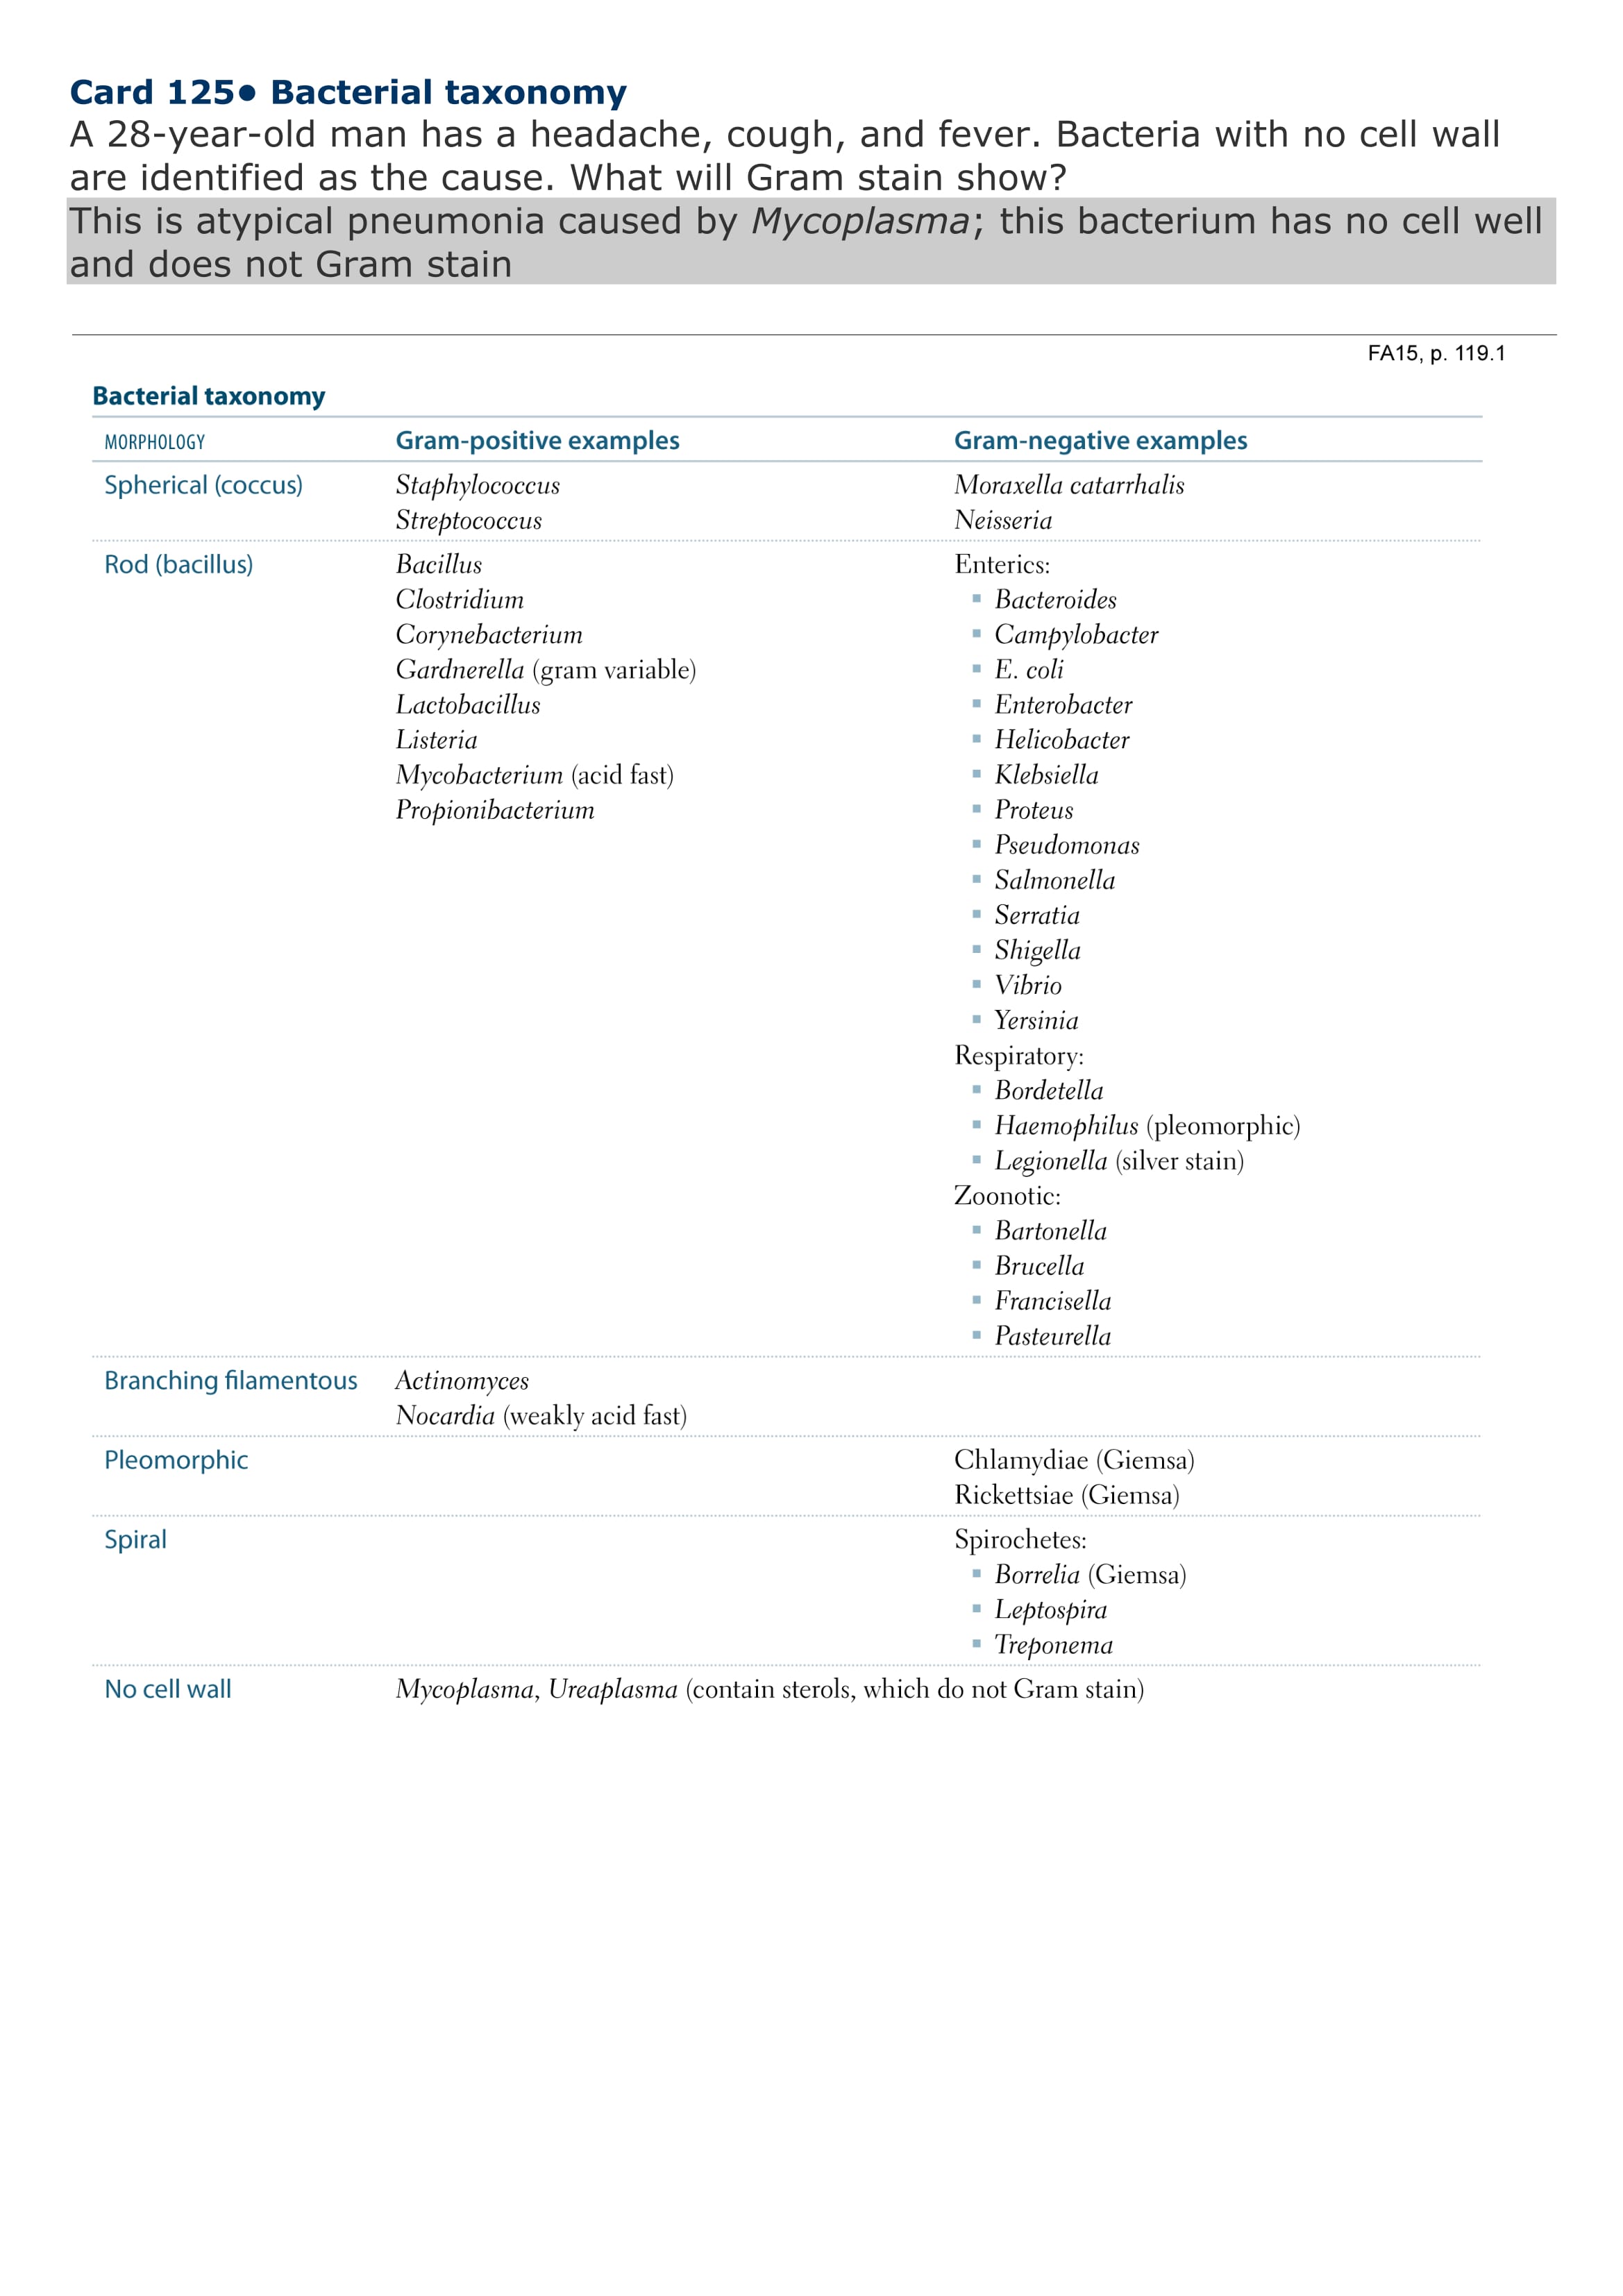 Card 125• Bacterial taxonomy
A 28-year-old man has a headache, cough, and fever. Bacteria with no cell wall
are identified as the cause. What will Gram stain show?
This is atypical pneumonia caused by Mycoplasma; this bacterium has no cell well
and does not Gram stain
FA15, p. 119.1
Bacterial taxonomy
MORPHOLOGY Gram-positive examples Gram-negative examples
Spherical (coccus) Staphylococcus Moraxella catarrhalis
Streptococcus Neisseria
Rod (bacillus) Bacillus Enterics:
Clostridium ▪ Bacteroides
Corynebacterium ▪ Campylobacter
Gardnerella (gram variable) ▪ E. coli
Lactobacillus ▪ Enterobacter
Listeria ▪ Helicobacter
Mycobacterium (acid fast) ▪ Klebsiella
Propionibacterium ▪ Proteus
▪ Pseudomonas
▪ Salmonella
▪ Serratia
▪ Shigella
▪ Vibrio
▪ Yersinia
Respiratory:
▪ Bordetella
▪ Haemophilus (pleomorphic)
▪ Legionella (silver stain)
Zoonotic:
▪ Bartonella
▪ Brucella
▪ Francisella
▪ Pasteurella
Branching filamentous Actinomyces
Nocardia (weakly acid fast)
Pleomorphic Chlamydiae (Giemsa)
Rickettsiae (Giemsa)
Spiral Spirochetes:
▪ Borrelia (Giemsa)
▪ Leptospira
▪ Treponema
No cell wall Mycoplasma, Ureaplasma (contain sterols, which do not Gram stain)